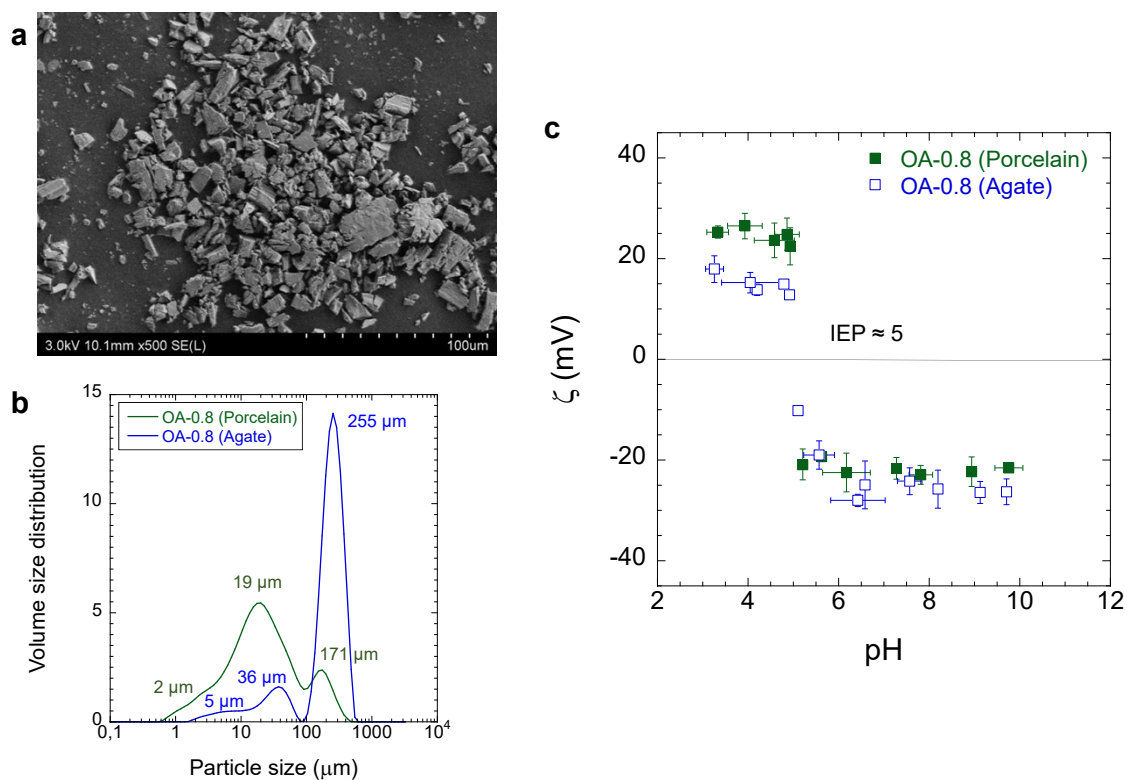 a
3.0kV 10.1mm x500 SE(L)
100um
b
15
10
5
0
Volume size distribution
OA-0.8 (Porcelain)
OA-0.8 (Agate)
255 µm
19 µm
171 µm
36 µm
2 µm
5 µm
0,1
1
10
100
1000
10⁴
Particle size (μm)
c
40
20
0
-20
-40
ζ (mV)
OA-0.8 (Porcelain)
OA-0.8 (Agate)
IEP ≈ 5
2
4
6
8
10
12
pH